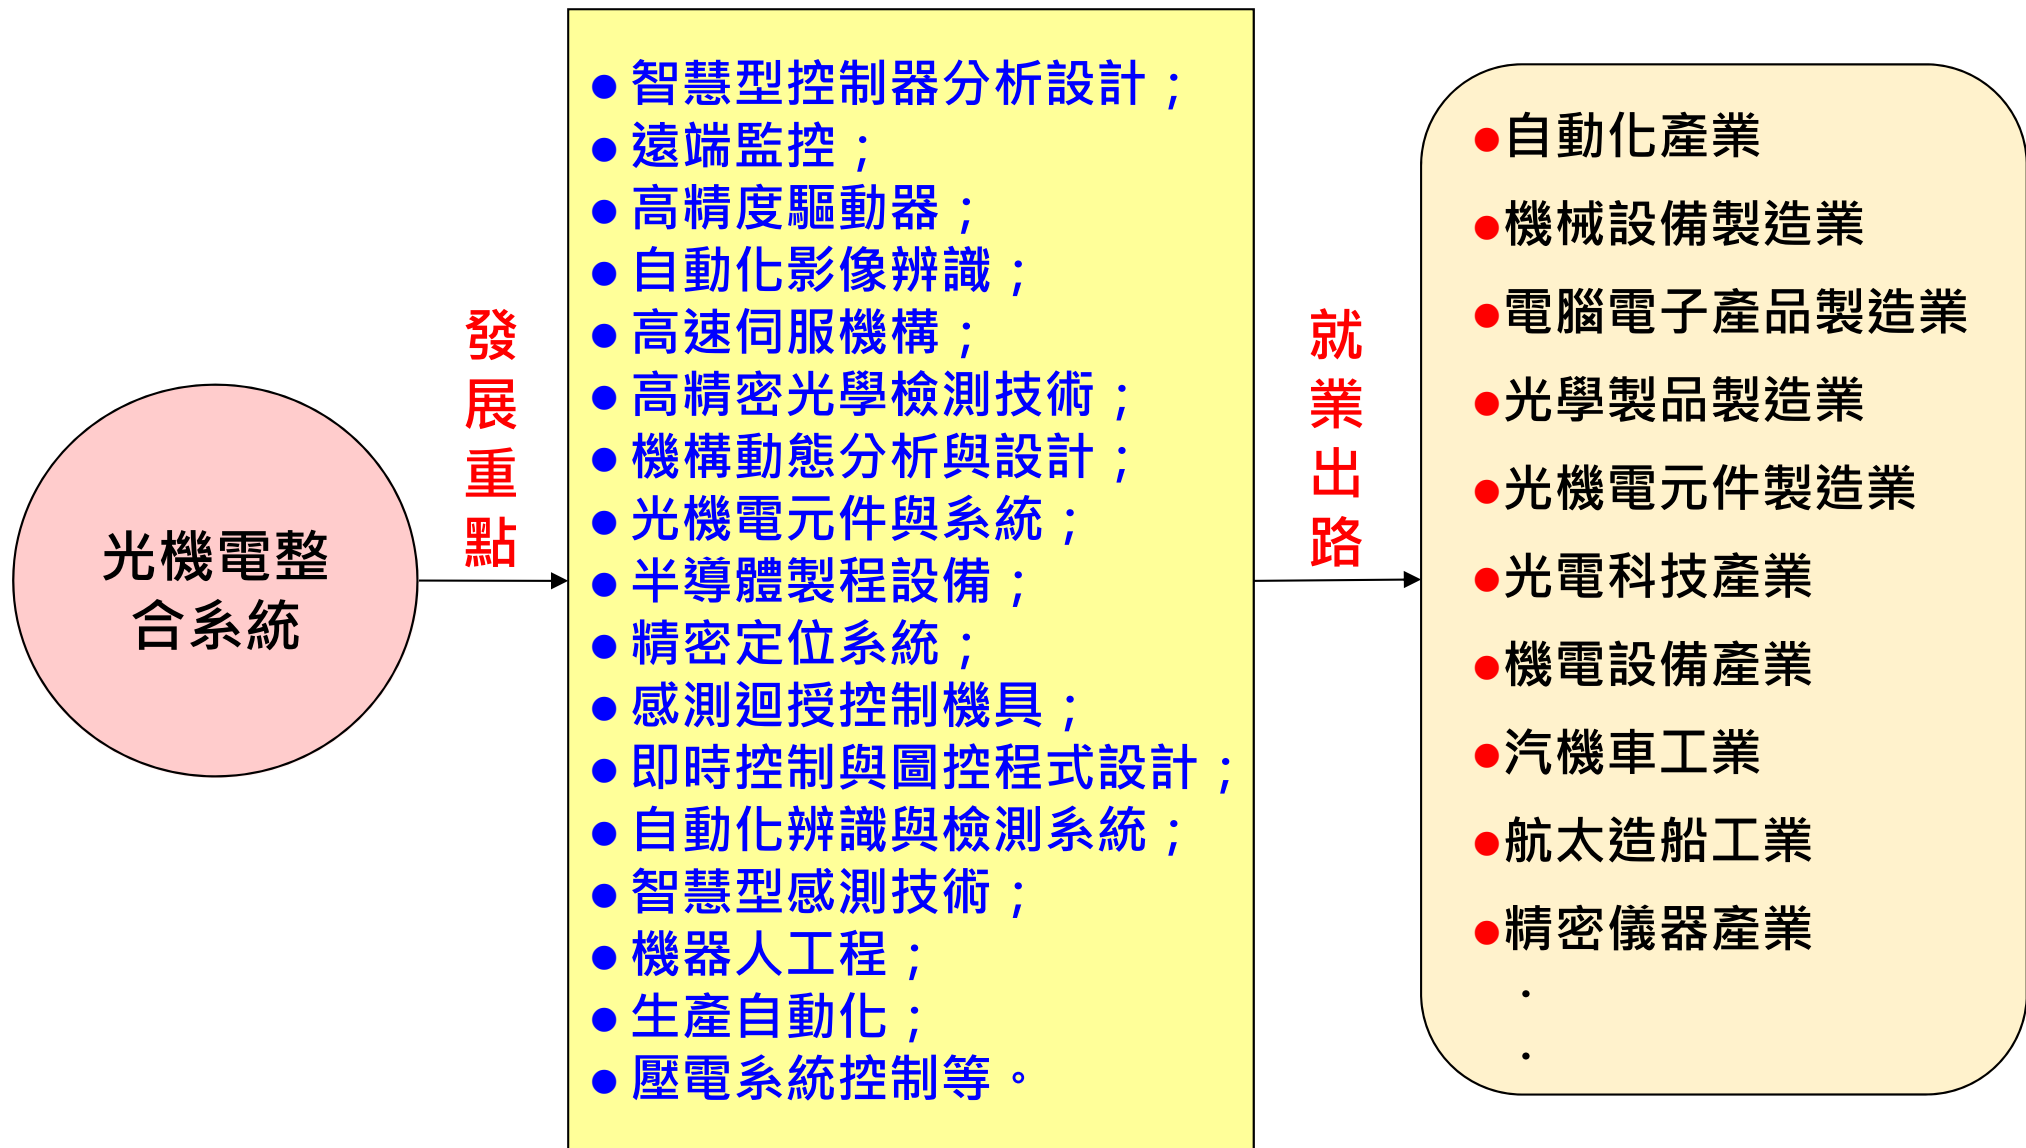 光機電整
合系統
發
展
重
點
● 智慧型控制器分析設計；
● 遠端監控；
● 高精度驅動器；
● 自動化影像辨識；
● 高速伺服機構；
● 高精密光學檢測技術；
● 機構動態分析與設計；
● 光機電元件與系統；
● 半導體製程設備；
● 精密定位系統；
● 感測迴授控制機具；
● 即時控制與圖控程式設計；
● 自動化辨識與檢測系統；
● 智慧型感測技術；
● 機器人工程；
● 生產自動化；
● 壓電系統控制等。
就
業
出
路
●自動化產業
●機械設備製造業
●電腦電子產品製造業
●光學製品製造業
●光機電元件製造業
●光電科技產業
●機電設備產業
●汽機車工業
●航太造船工業
●精密儀器產業
．
．